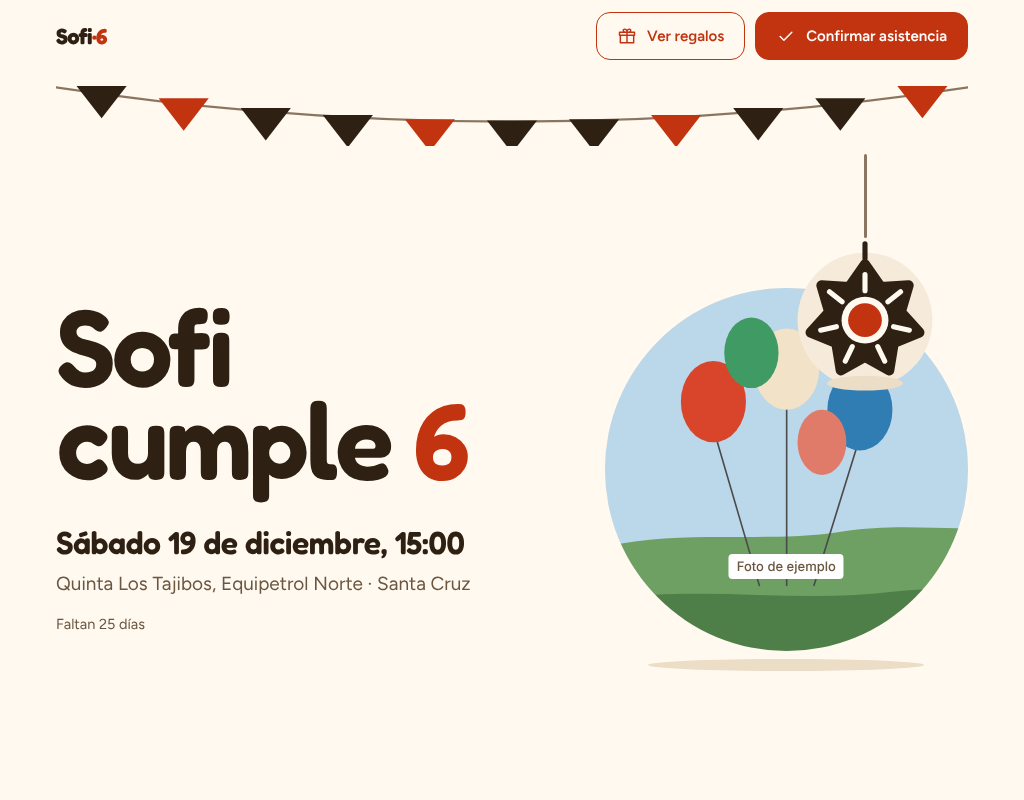 Sofi·6
Ver regalos
Confirmar asistencia
Sofi
cumple 6
Sábado 19 de diciembre, 15:00
Quinta Los Tajibos, Equipetrol Norte · Santa Cruz
Faltan 25 días
Foto de ejemplo